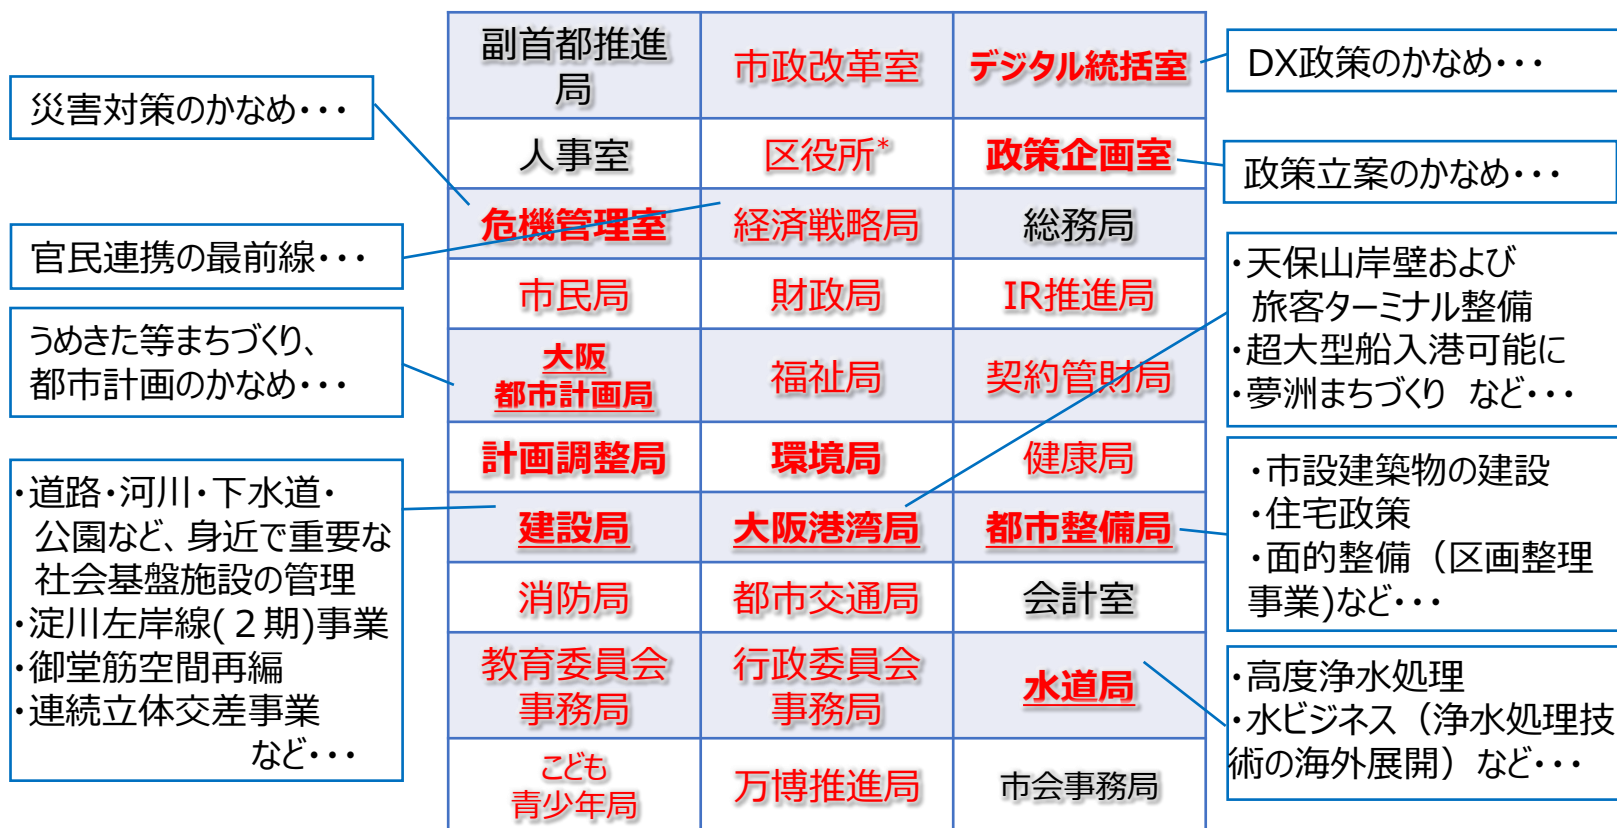 副首都推進
局
市政改革室
デジタル統括室
人事室
区役所*
政策企画室
危機管理室
経済戦略局
総務局
市民局
財政局
IR推進局
大阪
都市計画局
福祉局
契約管財局
計画調整局
環境局
健康局
建設局
大阪港湾局
都市整備局
消防局
都市交通局
会計室
教育委員会
事務局
行政委員会
事務局
水道局
こども
青少年局
万博推進局
市会事務局
災害対策のかなめ・・・
官民連携の最前線・・・
うめきた等まちづくり、
都市計画のかなめ・・・
・道路・河川・下水道・
公園など、身近で重要な
社会基盤施設の管理
・淀川左岸線(２期)事業
・御堂筋空間再編
・連続立体交差事業
など・・・
DX政策のかなめ・・・
政策立案のかなめ・・・
・天保山岸壁および
旅客ターミナル整備
・超大型船入港可能に
・夢洲まちづくり など・・・
・市設建築物の建設
・住宅政策
・面的整備（区画整理
事業)など・・・
・高度浄水処理
・水ビジネス（浄水処理技
術の海外展開）など・・・